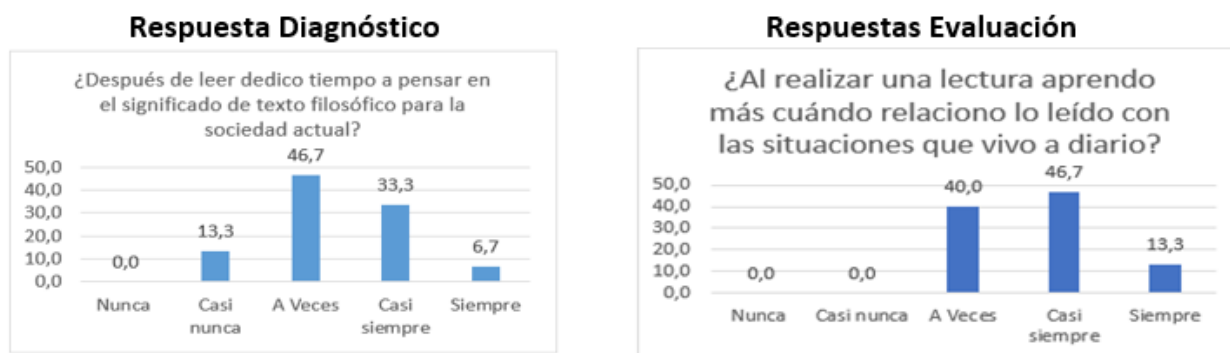 Respuesta Diagnóstico
¿Después de leer dedico tiempo a pensar en
el significado de texto filosófico para la
sociedad actual?
50,0
40,0
30,0
20,0
10,0
0,0
0,0
13,3
46,7
33,3
6,7
Nunca
Casi
nunca
A Veces
Casi
siempre
Siempre
Respuestas Evaluación
¿Al realizar una lectura aprendo
más cuándo relaciono lo leído con
las situaciones que vivo a diario?
50,0
40,0
30,0
20,0
10,0
0,0
0,0
0,0
40,0
46,7
13,3
Nunca
Casi nunca
A Veces
Casi
siempre
Siempre